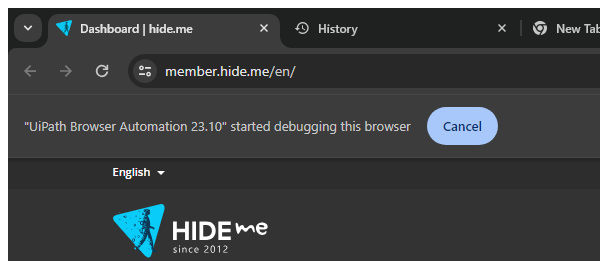 Dashboard | hide.me
History
New Tab
member.hide.me/en/
"UiPath Browser Automation 23.10" started debugging this browser
Cancel
English
HIDE me
since 2012